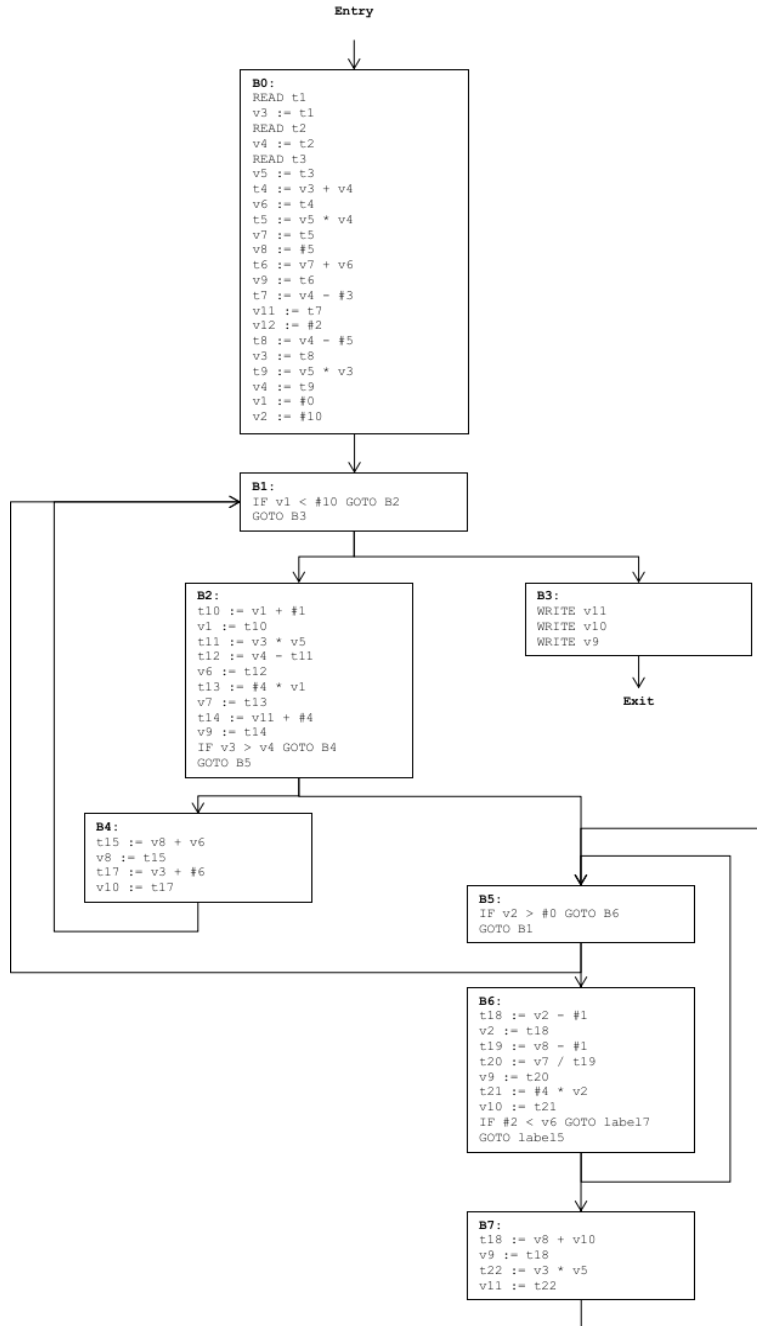 Entry
B0:
READ t1
v3 := t1
READ t2
v4 := t2
READ t3
v5 := t3
t4 := v3 + v4
v6 := t4
t5 := v5 * v4
v7 := t5
v8 := #5
t6 := v7 + v6
v9 := t6
t7 := v4 - #3
v11 := t7
v12 := #2
t8 := v4 - #5
v3 := t8
t9 := v5 * v3
v4 := t9
v1 := #0
v2 := #10
B1:
IF v1 < #10 GOTO B2
GOTO B3
B2:
t10 := v1 + #1
v1 := t10
t11 := v3 * v5
t12 := v4 - t11
v6 := t12
t13 := #4 * v1
v7 := t13
t14 := v11 + #4
v9 := t14
IF v3 > v4 GOTO B4
GOTO B5
B3:
WRITE v11
WRITE v10
WRITE v9
Exit
B4:
t15 := v8 + v6
v8 := t15
t17 := v3 + #6
v10 := t17
B5:
IF v2 > #0 GOTO B6
GOTO B1
B6:
t18 := v2 - #1
v2 := t18
t19 := v8 - #1
t20 := v7 / t19
v9 := t20
t21 := #4 * v2
v10 := t21
IF #2 < v6 GOTO label7
GOTO label5
B7:
t18 := v8 + v10
v9 := t18
t22 := v3 * v5
v11 := t22